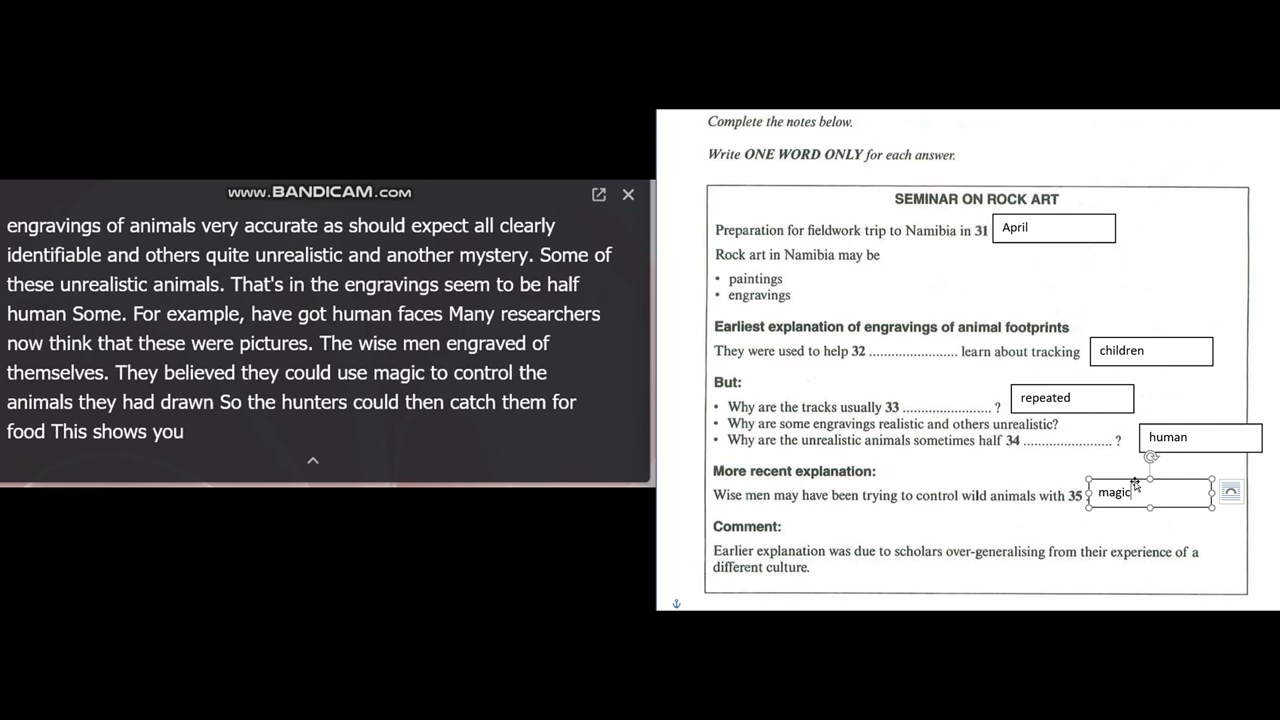 www.BANDICAM.com
engravings of animals very accurate as should expect all clearly
identifiable and others quite unrealistic and another mystery. Some of
these unrealistic animals. That's in the engravings seem to be half
human Some. For example, have got human faces Many researchers
now think that these were pictures. The wise men engraved of
themselves. They believed they could use magic to control the
animals they had drawn So the hunters could then catch them for
food This shows you
Complete the notes below.
Write ONE WORD ONLY for each answer.
SEMINAR ON ROCK ART
Preparation for fieldwork trip to Namibia in 31 April
Rock art in Namibia may be
• paintings
• engravings
Earliest explanation of engravings of animal footprints
They were used to help 32 ........................ learn about tracking children
But:
• Why are the tracks usually 33 ........................ ? repeated
• Why are some engravings realistic and others unrealistic?
• Why are the unrealistic animals sometimes half 34 ........................ ? human
More recent explanation:
Wise men may have been trying to control wild animals with 35 magic
Comment:
Earlier explanation was due to scholars over-generalising from their experience of a
different culture.